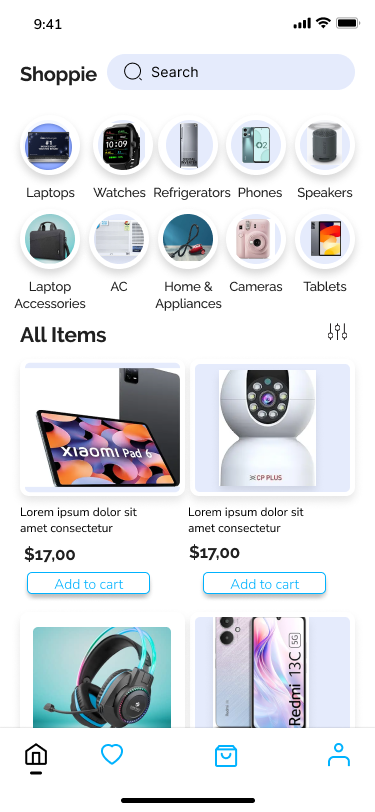 9:41
Shoppie
Search
#1
O2
Laptops
Watches
Refrigerators
Phones
Speakers
Laptop
Accessories
AC
Home &
Appliances
Cameras
Tablets
All Items
xiaomi Pad 6
CP PLUS
Lorem ipsum dolor sit
amet consectetur
Lorem ipsum dolor sit
amet consectetur
$17,00
$17,00
Add to cart
Add to cart
Redmi 13C 5G